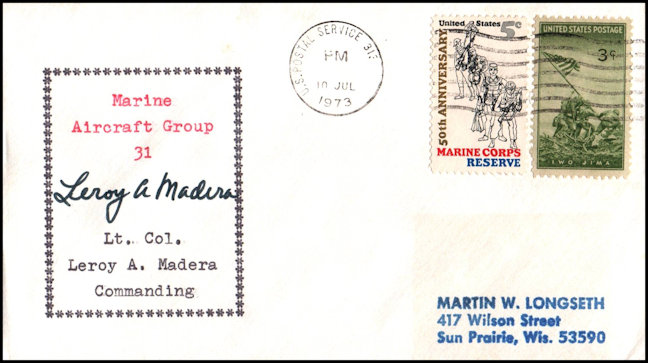 U.S. POSTAL SERVICE 313
PM
10 JUL
1973
United States 5c
50th ANNIVERSARY
MARINE CORPS
RESERVE
UNITED STATES POSTAGE
3¢
IWO JIMA
Marine
Aircraft Group
31
Leroy A Madera
Lt. Col.
Leroy A. Madera
Commanding
MARTIN W. LONGSETH
417 Wilson Street
Sun Prairie, Wis. 53590